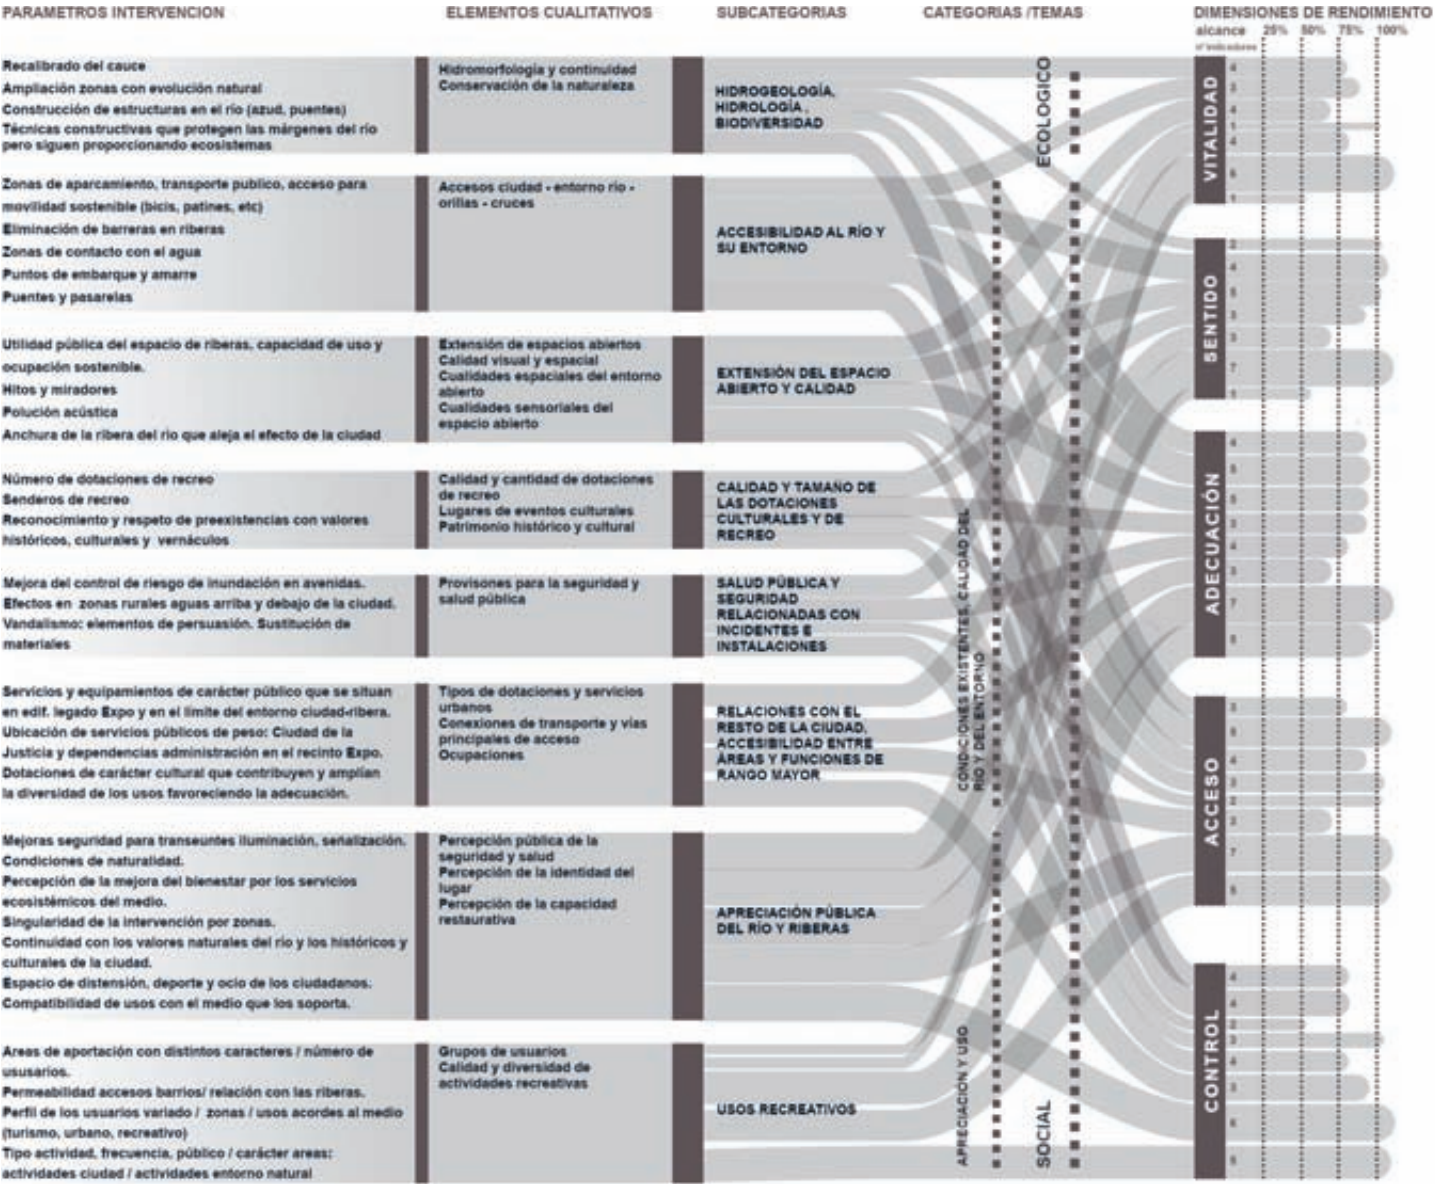 PARAMETROS INTERVENCION
ELEMENTOS CUALITATIVOS
SUBCATEGORIAS
CATEGORIAS /TEMAS
DIMENSIONES DE RENDIMIENTO
alcance 25% 50% 75% 100%
nº indicadores
Recalibrado del cauce
Ampliación zonas con evolución natural
Construcción de estructuras en el río (azud, puentes)
Técnicas constructivas que protegen las márgenes del río
pero siguen proporcionando ecosistemas
Hidromorfología y continuidad
Conservación de la naturaleza
HIDROGEOLOGÍA,
HIDROLOGÍA ,
BIODIVERSIDAD
Zonas de aparcamiento, transporte publico, acceso para
movilidad sostenible (bicis, patines, etc)
Eliminación de barreras en riberas
Zonas de contacto con el agua
Puntos de embarque y amarre
Puentes y pasarelas
Accesos ciudad - entorno rio -
orillas - cruces
ACCESIBILIDAD AL RÍO Y
SU ENTORNO
Utilidad pública del espacio de riberas, capacidad de uso y
ocupación sostenible.
Hitos y miradores
Polución acústica
Anchura de la ribera del río que aleja el efecto de la ciudad
Extensión de espacios abiertos
Calidad visual y espacial
Cualidades espaciales del entorno
abierto
Cualidades sensoriales del
espacio abierto
EXTENSIÓN DEL ESPACIO
ABIERTO Y CALIDAD
Número de dotaciones de recreo
Senderos de recreo
Reconocimiento y respeto de preexistencias con valores
históricos, culturales y vernáculos
Calidad y cantidad de dotaciones
de recreo
Lugares de eventos culturales
Patrimonio histórico y cultural
CALIDAD Y TAMAÑO DE
LAS DOTACIONES
CULTURALES Y DE
RECREO
Mejora del control de riesgo de inundación en avenidas.
Efectos en zonas rurales aguas arriba y debajo de la ciudad.
Vandalismo: elementos de persuasión. Sustitución de
materiales
Provisones para la seguridad y
salud pública
SALUD PÚBLICA Y
SEGURIDAD
RELACIONADAS CON
INCIDENTES E
INSTALACIONES
Servicios y equipamientos de carácter público que se situan
en edif. legado Expo y en el límite del entorno ciudad-ribera.
Ubicación de servicios públicos de peso: Ciudad de la
Justicia y dependencias administración en el recinto Expo.
Dotaciones de carácter cultural que contribuyen y amplían
la diversidad de los usos favoreciendo la adecuación.
Tipos de dotaciones y servicios
urbanos
Conexiones de transporte y vías
principales de acceso
Ocupaciones
RELACIONES CON EL
RESTO DE LA CIUDAD,
ACCESIBILIDAD ENTRE
ÁREAS Y FUNCIONES DE
RANGO MAYOR
Mejoras seguridad para transeuntes iluminación, señalización.
Condiciones de naturalidad.
Percepción de la mejora del bienestar por los servicios
ecosistémicos del medio.
Singularidad de la intervención por zonas.
Continuidad con los valores naturales del río y los históricos y
culturales de la ciudad.
Espacio de distensión, deporte y ocio de los ciudadanos.
Compatibilidad de usos con el medio que los soporta.
Percepción pública de la
seguridad y salud
Percepción de la identidad del
lugar
Percepción de la capacidad
restaurativa
APRECIACIÓN PÚBLICA
DEL RÍO Y RIBERAS
Areas de aportación con distintos caracteres / número de
ususarios.
Permeabilidad accesos barrios/ relación con las riberas.
Perfil de los usuarios variado / zonas / usos acordes al medio
(turismo, urbano, recreativo)
Tipo actividad, frecuencia, público / carácter areas:
actividades ciudad / actividades entorno natural
Grupos de usuarios
Calidad y diversidad de
actividades recreativas
USOS RECREATIVOS
ECOLOGICO
CONDICIONES EXISTENTES, CALIDAD DEL
RÍO Y DEL ENTORNO
APRECIACION Y USO
SOCIAL
VITALIDAD
SENTIDO
ADECUACIÓN
ACCESO
CONTROL